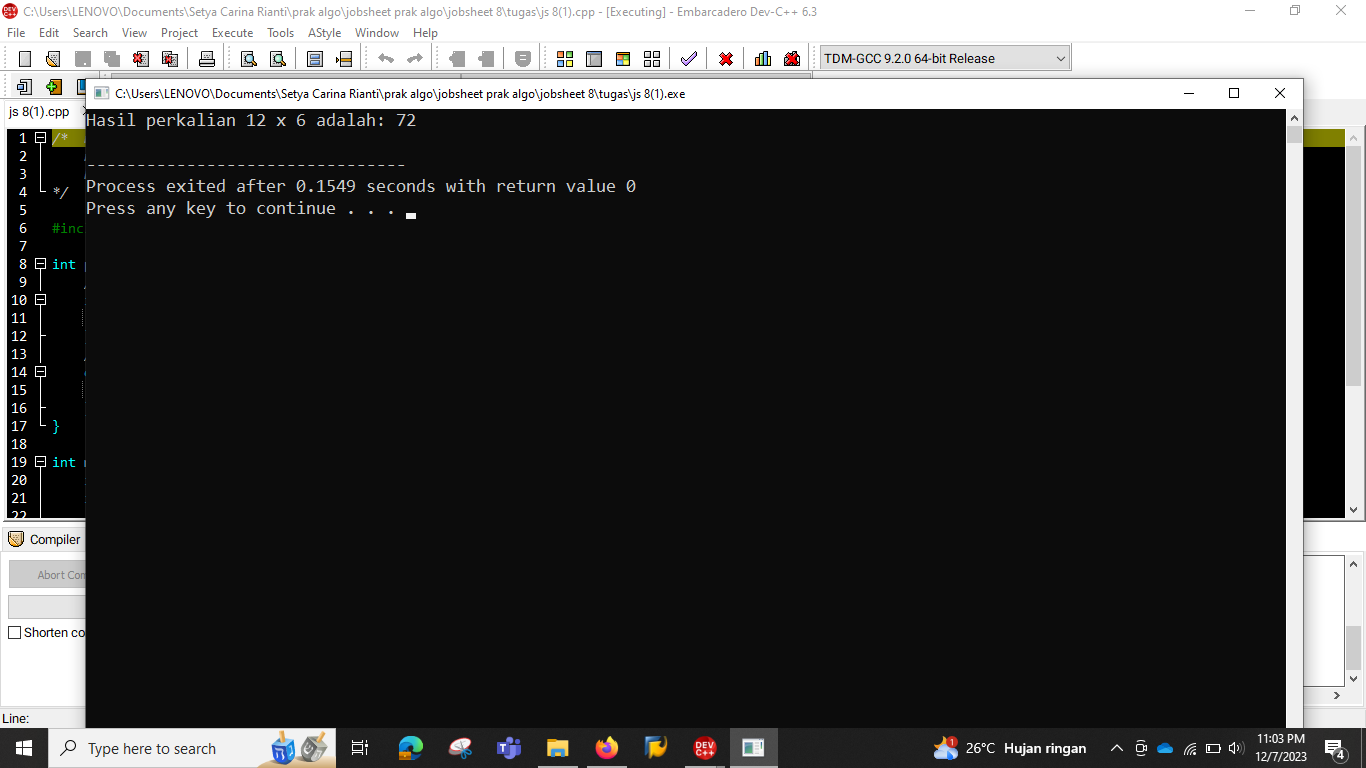 C:\Users\LENOVO\Documents\Setya Carina Rianti\prak algo\jobsheet prak algo\jobsheet 8\tugas\js 8(1).cpp - [Executing] - Embarcadero Dev-C++ 6.3
File Edit Search View Project Execute Tools AStyle Window Help
TDM-GCC 9.2.0 64-bit Release
C:\Users\LENOVO\Documents\Setya Carina Rianti\prak algo\jobsheet prak algo\jobsheet 8\tugas\js 8(1).exe
js 8(1).cpp
Hasil perkalian 12 x 6 adalah: 72
--------------------------------
Process exited after 0.1549 seconds with return value 0
Press any key to continue . . .
1 /*
2
3
4 */
5
6 #inc
7
8 int
9
10
11
12
13
14
15
16
17 }
18
19 int
20
21
22
Compiler
Abort Com
Shorten co
Line:
Type here to search
DEV C++
26°C Hujan ringan
11:03 PM
12/7/2023
4